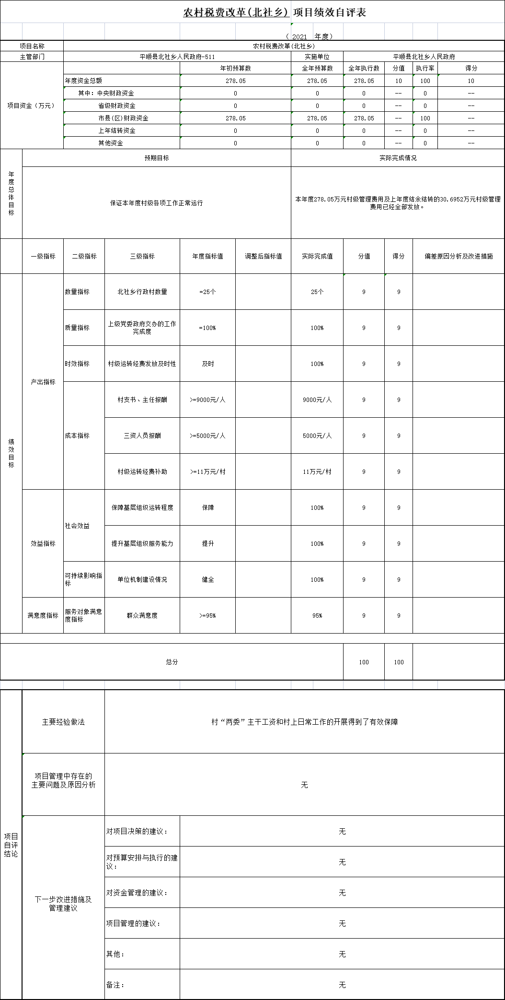 农村税费改革(北社乡) 项目绩效自评表
（ 2021 年度）
项目名称 农村税费改革(北社乡)
主管部门 平顺县北社乡人民政府-511 实施单位 平顺县北社乡人民政府
项目资金（万元） 年初预算数 全年预算数 全年执行数 分值 执行率 得分
年度资金总额 278.05 278.05 278.05 10 100 10
其中：中央财政资金 0 0 0 -- 0 --
省级财政资金 0 0 0 -- 0 --
市县(区)财政资金 278.05 278.05 278.05 -- 100 --
上年结转资金 0 0 0 -- 0 --
其他资金 0 0 0 -- 0 --
年度总体目标 预期目标 实际完成情况
保证本年度村级各项工作正常运行
本年度278.05万元村级管理费用及上年度结余结转的30.6952万元村级管理
费用已经全部发放。
一级指标 二级指标 三级指标 年度指标值 调整后指标值 实际完成值 分值 得分 偏差原因分析及改进措施
绩效目标
产出指标
数量指标 北社乡行政村数量 =25个 25个 9 9
质量指标 上级党委政府交办的工作
完成度 =100% 100% 9 9
时效指标 村级运转经费发放及时性 及时 100% 9 9
成本指标
村支书、主任报酬 >=9000元/人 9000元/人 9 9
三资人员报酬 >=5000元/人 5000元/人 9 9
村级运转经费补助 >=11万元/村 11万元/村 9 9
效益指标
社会效益
保障基层组织运转程度 保障 100% 9 9
提升基层组织服务能力 提升 100% 9 9
可持续影响指
标 单位机制建设情况 健全 100% 9 9
满意度指标 服务对象满意
度指标 群众满意度 >=95% 95% 9 9
总分 100 100
项目
自评
结论
主要经验做法 村“两委”主干工资和村上日常工作的开展得到了有效保障
项目管理中存在的
主要问题及原因分析 无
下一步改进措施及
管理建议
对项目决策的建议： 无
对预算安排与执行的建
议： 无
对资金管理的建议： 无
项目管理的建议： 无
其他： 无
备注： 无